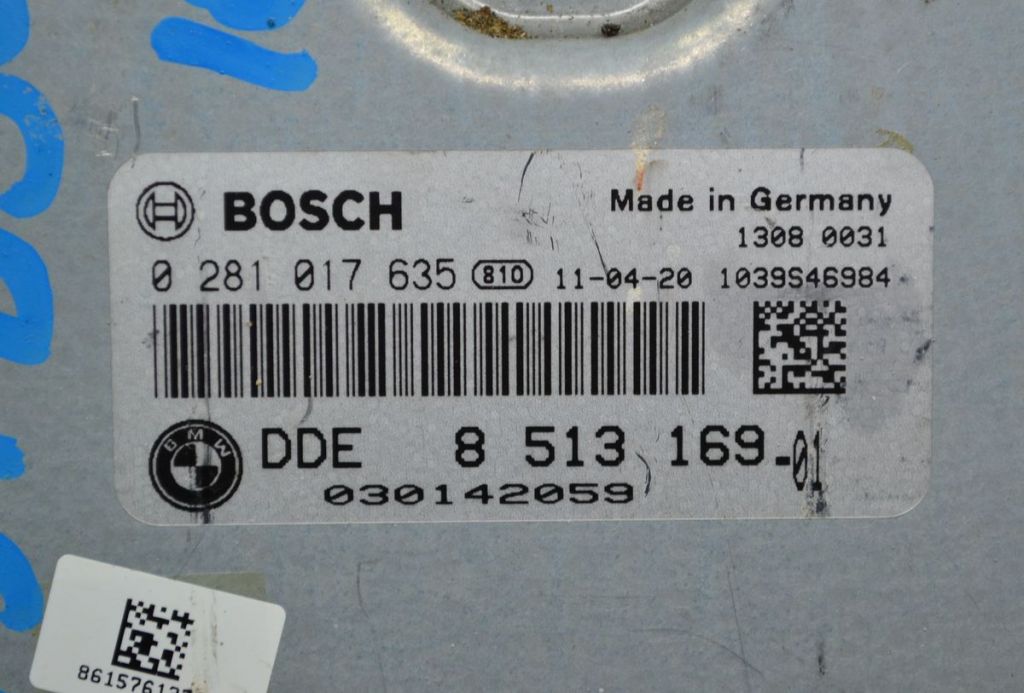 BOSCH
Made in Germany
1308 0031
0 281 017 635 810 11-04-20 1039S46984
BMW
DDE 8 513 169-01
030142059